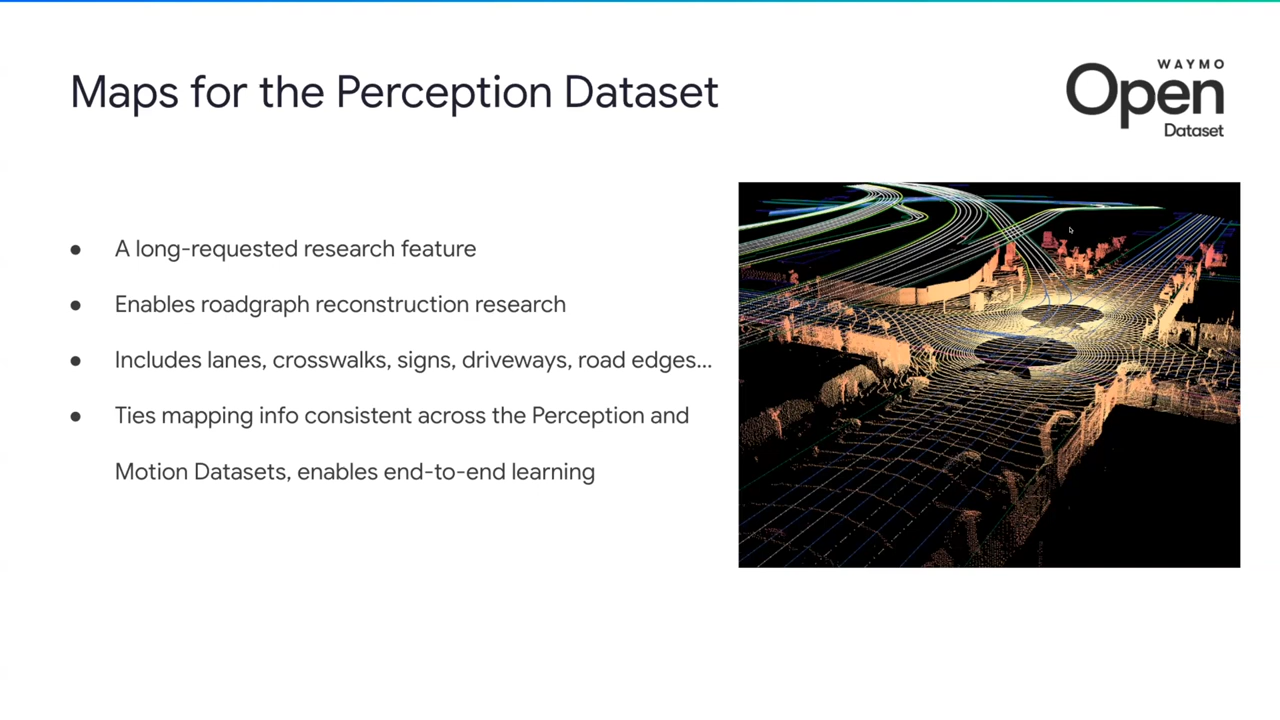 Maps for the Perception Dataset
WAYMO
Open
Dataset
● A long-requested research feature
● Enables roadgraph reconstruction research
● Includes lanes, crosswalks, signs, driveways, road edges...
● Ties mapping info consistent across the Perception and
Motion Datasets, enables end-to-end learning